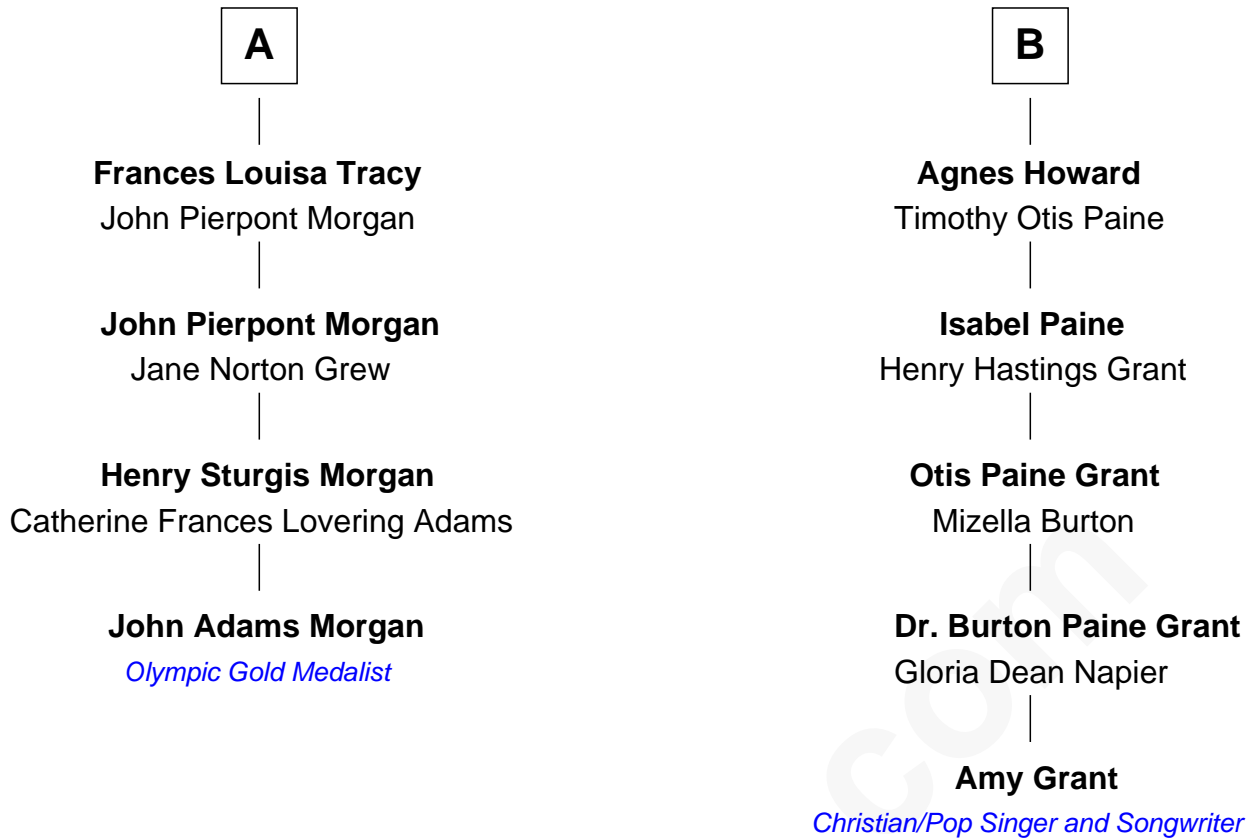 A
Frances Louisa Tracy
John Pierpont Morgan
John Pierpont Morgan
Jane Norton Grew
Henry Sturgis Morgan
Catherine Frances Lovering Adams
John Adams Morgan
Olympic Gold Medalist
B
Agnes Howard
Timothy Otis Paine
Isabel Paine
Henry Hastings Grant
Otis Paine Grant
Mizella Burton
Dr. Burton Paine Grant
Gloria Dean Napier
Amy Grant
Christian/Pop Singer and Songwriter
com